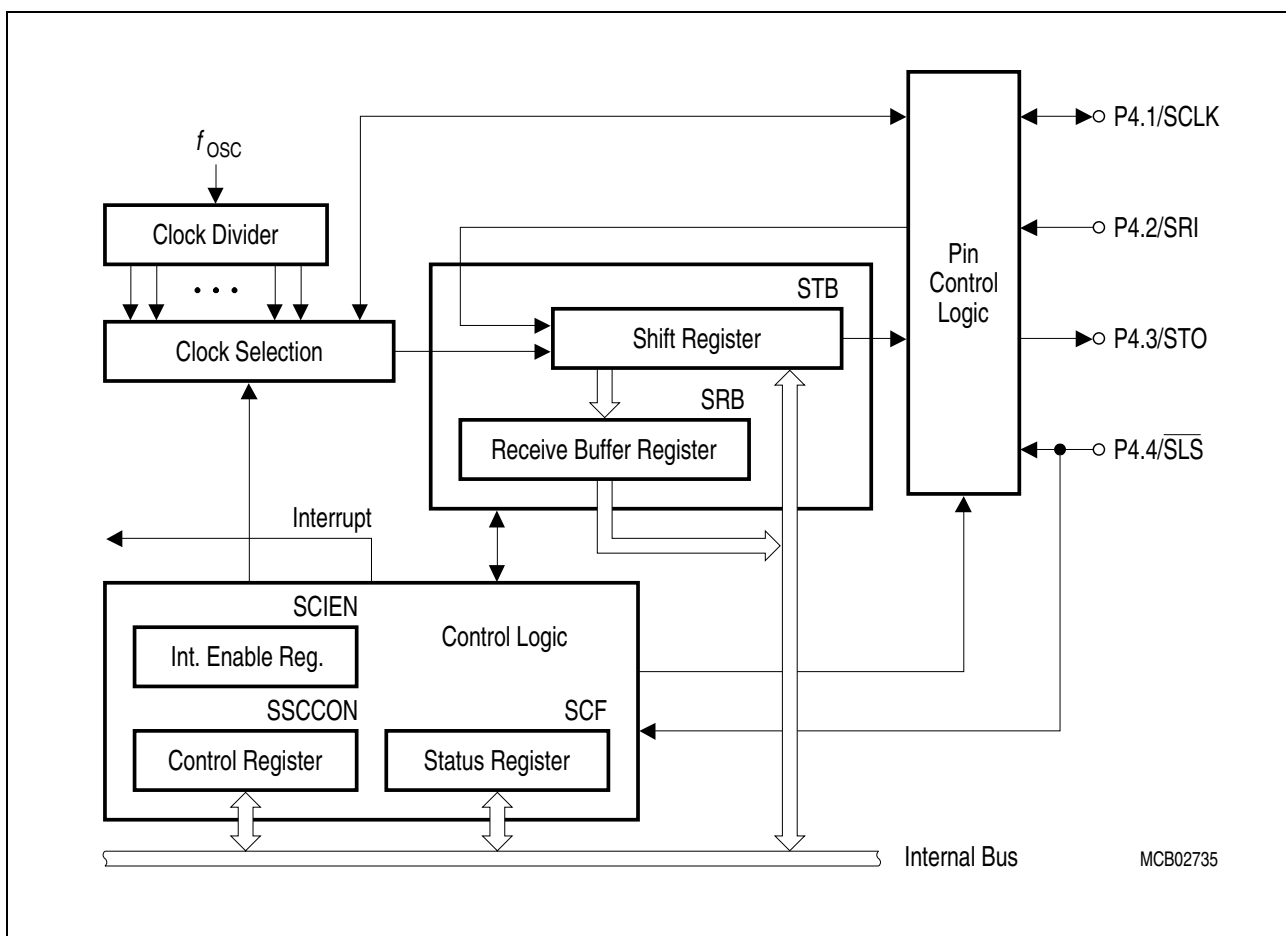 P4.1/SCLK
f OSC
Clock Divider
P4.2/SRI
Pin
Control
Logic
STB
Shift Register
P4.3/STO
Clock Selection
SRB
Receive Buffer Register
P4.4/SLS
Interrupt
SCIEN
Int. Enable Reg.
Control Logic
SSCCON
SCF
Control Register
Status Register
Internal Bus
MCB02735